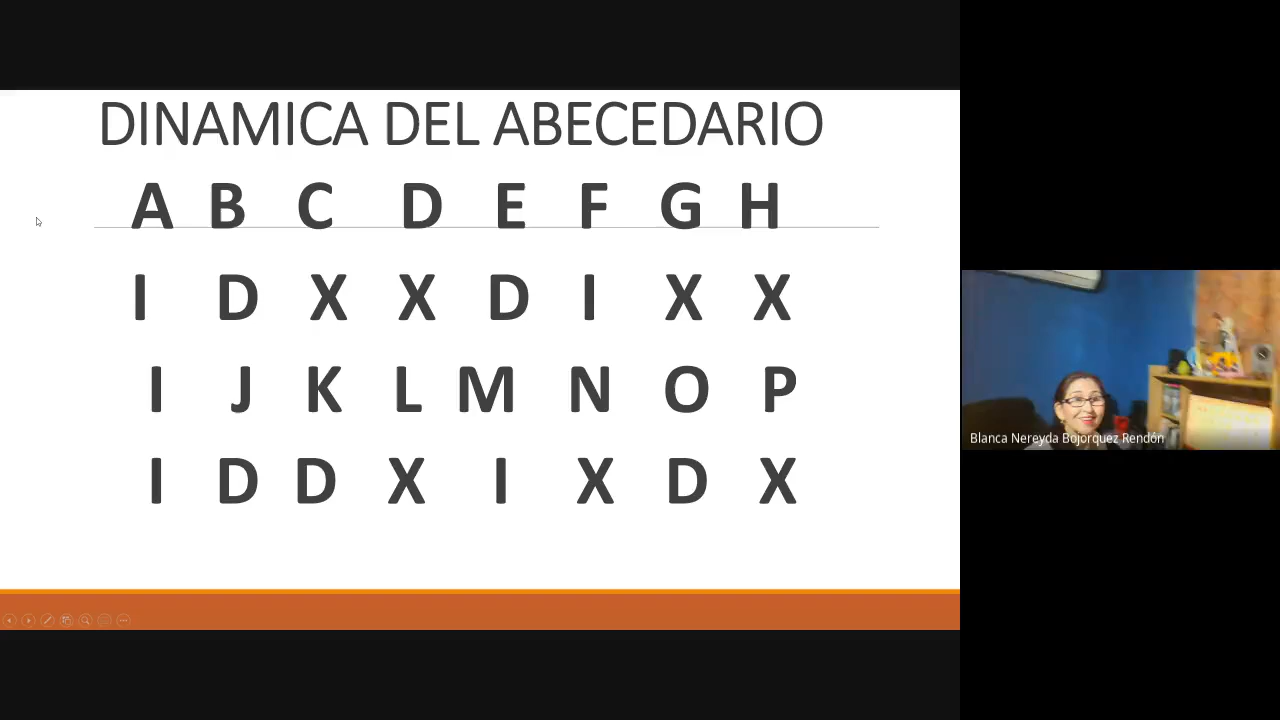 DINAMICA DEL ABECEDARIO
A B C D E F G H
I D X X D I X X
I J K L M N O P
I D D X I X D X
Blanca Nereyda Bojorquez Rendón